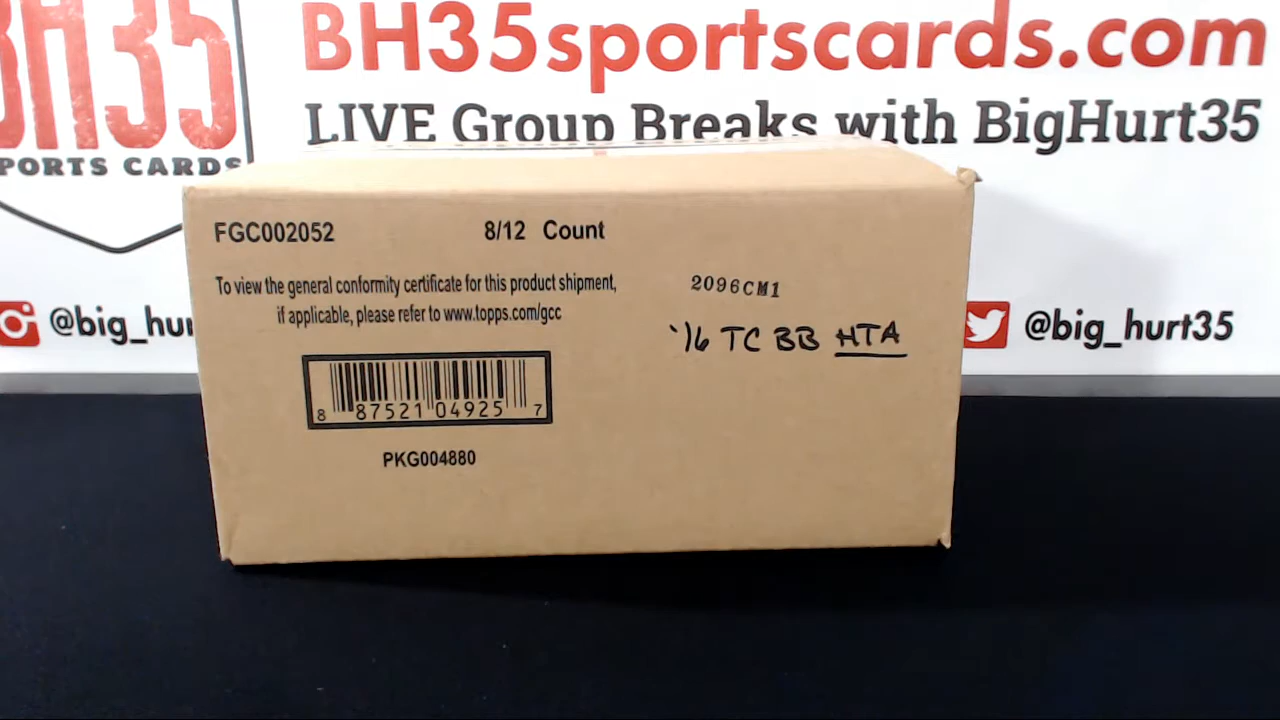 BH35
SPORTS CARDS
BH35sportscards.com
LIVE Group Breaks with BigHurt35
@big_hur
@big_hurt35
FGC002052
8/12 Count
To view the general conformity certificate for this product shipment,
if applicable, please refer to www.topps.com/gcc
2096CM1
'16 TC BB HTA
8 87521 04925 7
PKG004880